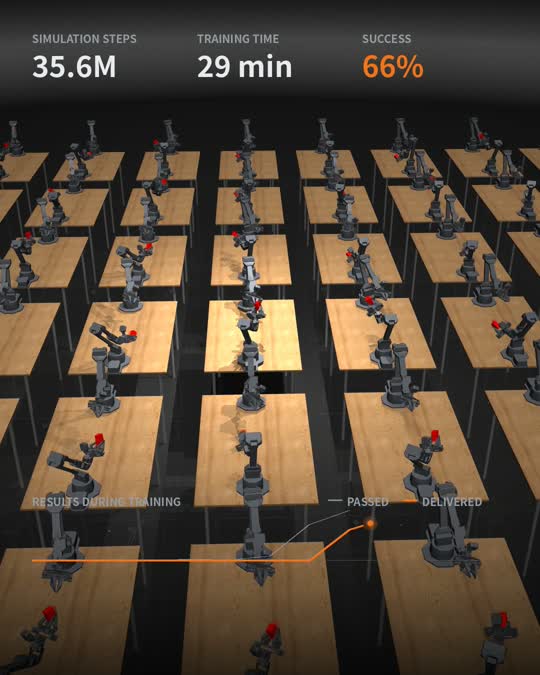 SIMULATION STEPS TRAINING TIME SUCCESS
35.6M 29 min 66%
RESULTS DURING TRAINING PASSED DELIVERED